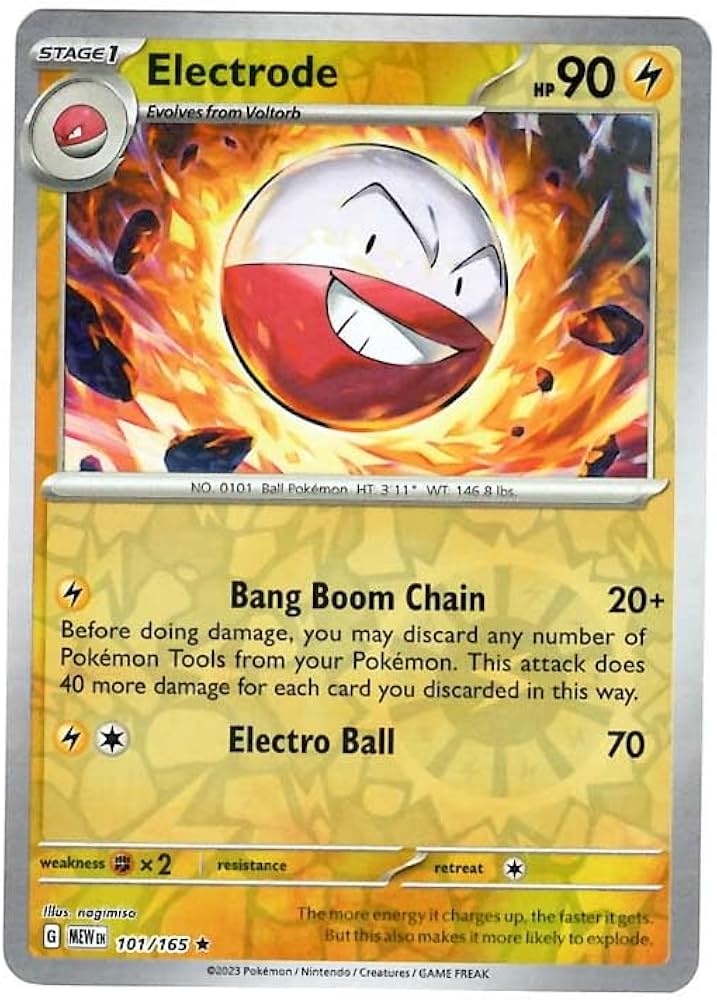 STAGE 1
Electrode
HP 90
Evolves from Voltorb
NO. 0101 Ball Pokémon HT: 3'11" WT: 146.8 lbs.
Bang Boom Chain 20+
Before doing damage, you may discard any number of
Pokémon Tools from your Pokémon. This attack does
40 more damage for each card you discarded in this way.
Electro Ball 70
weakness ×2 resistance retreat
Illus. nagimiso
The more energy it charges up, the faster it gets.
But this also makes it more likely to explode.
G MEW EN 101/165 ★
©2023 Pokémon / Nintendo / Creatures / GAME FREAK